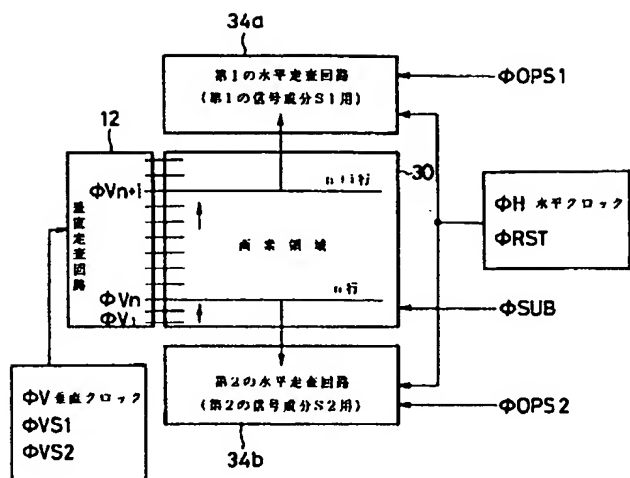 34a
第1の水平走査回路
(第1の信号成分S1用)
ΦOPS1
12
垂直走査回路
ΦVn+i
n+i行
30
画素領域
ΦH 水平クロック
ΦRST
ΦVn
n行
ΦV1
ΦSUB
第2の水平走査回路
(第2の信号成分S2用)
ΦOPS2
ΦV 垂直クロック
ΦVS1
ΦVS2
34b